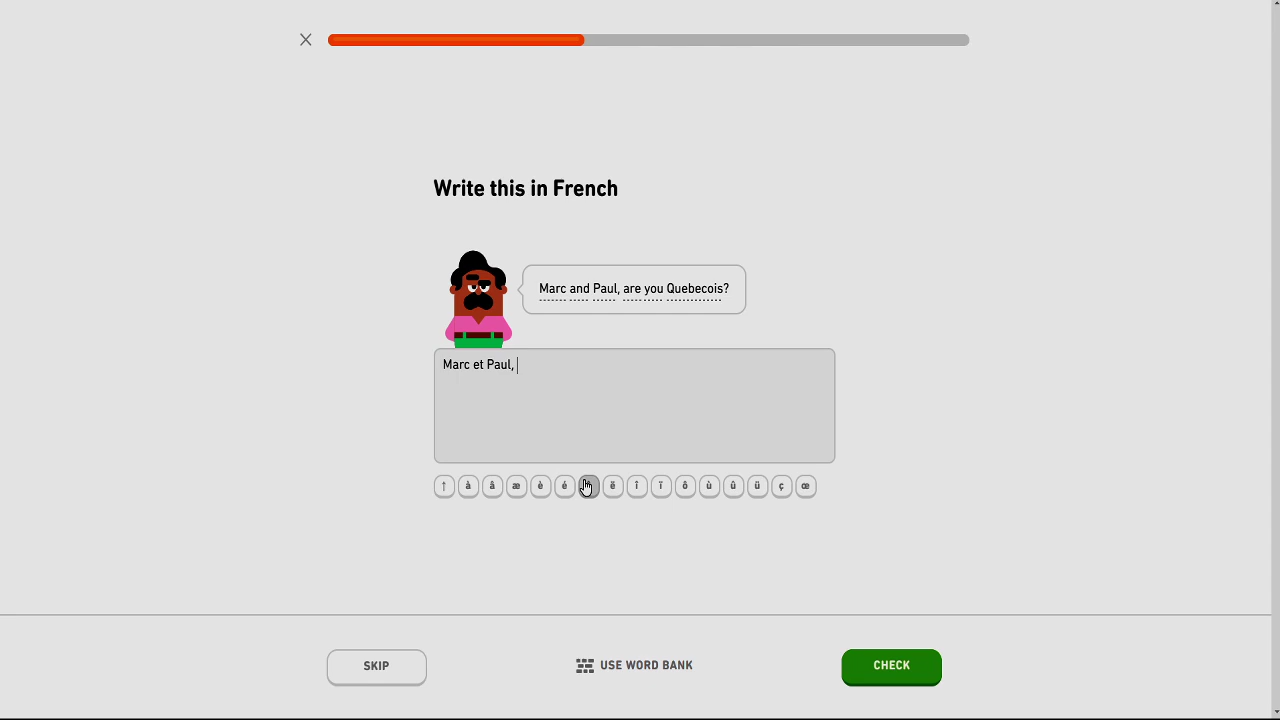 Write this in French
Marc and Paul, are you Quebecois?
Marc et Paul,
↑ à â æ è é ë î ï ô ù û ü ç œ
SKIP
USE WORD BANK
CHECK